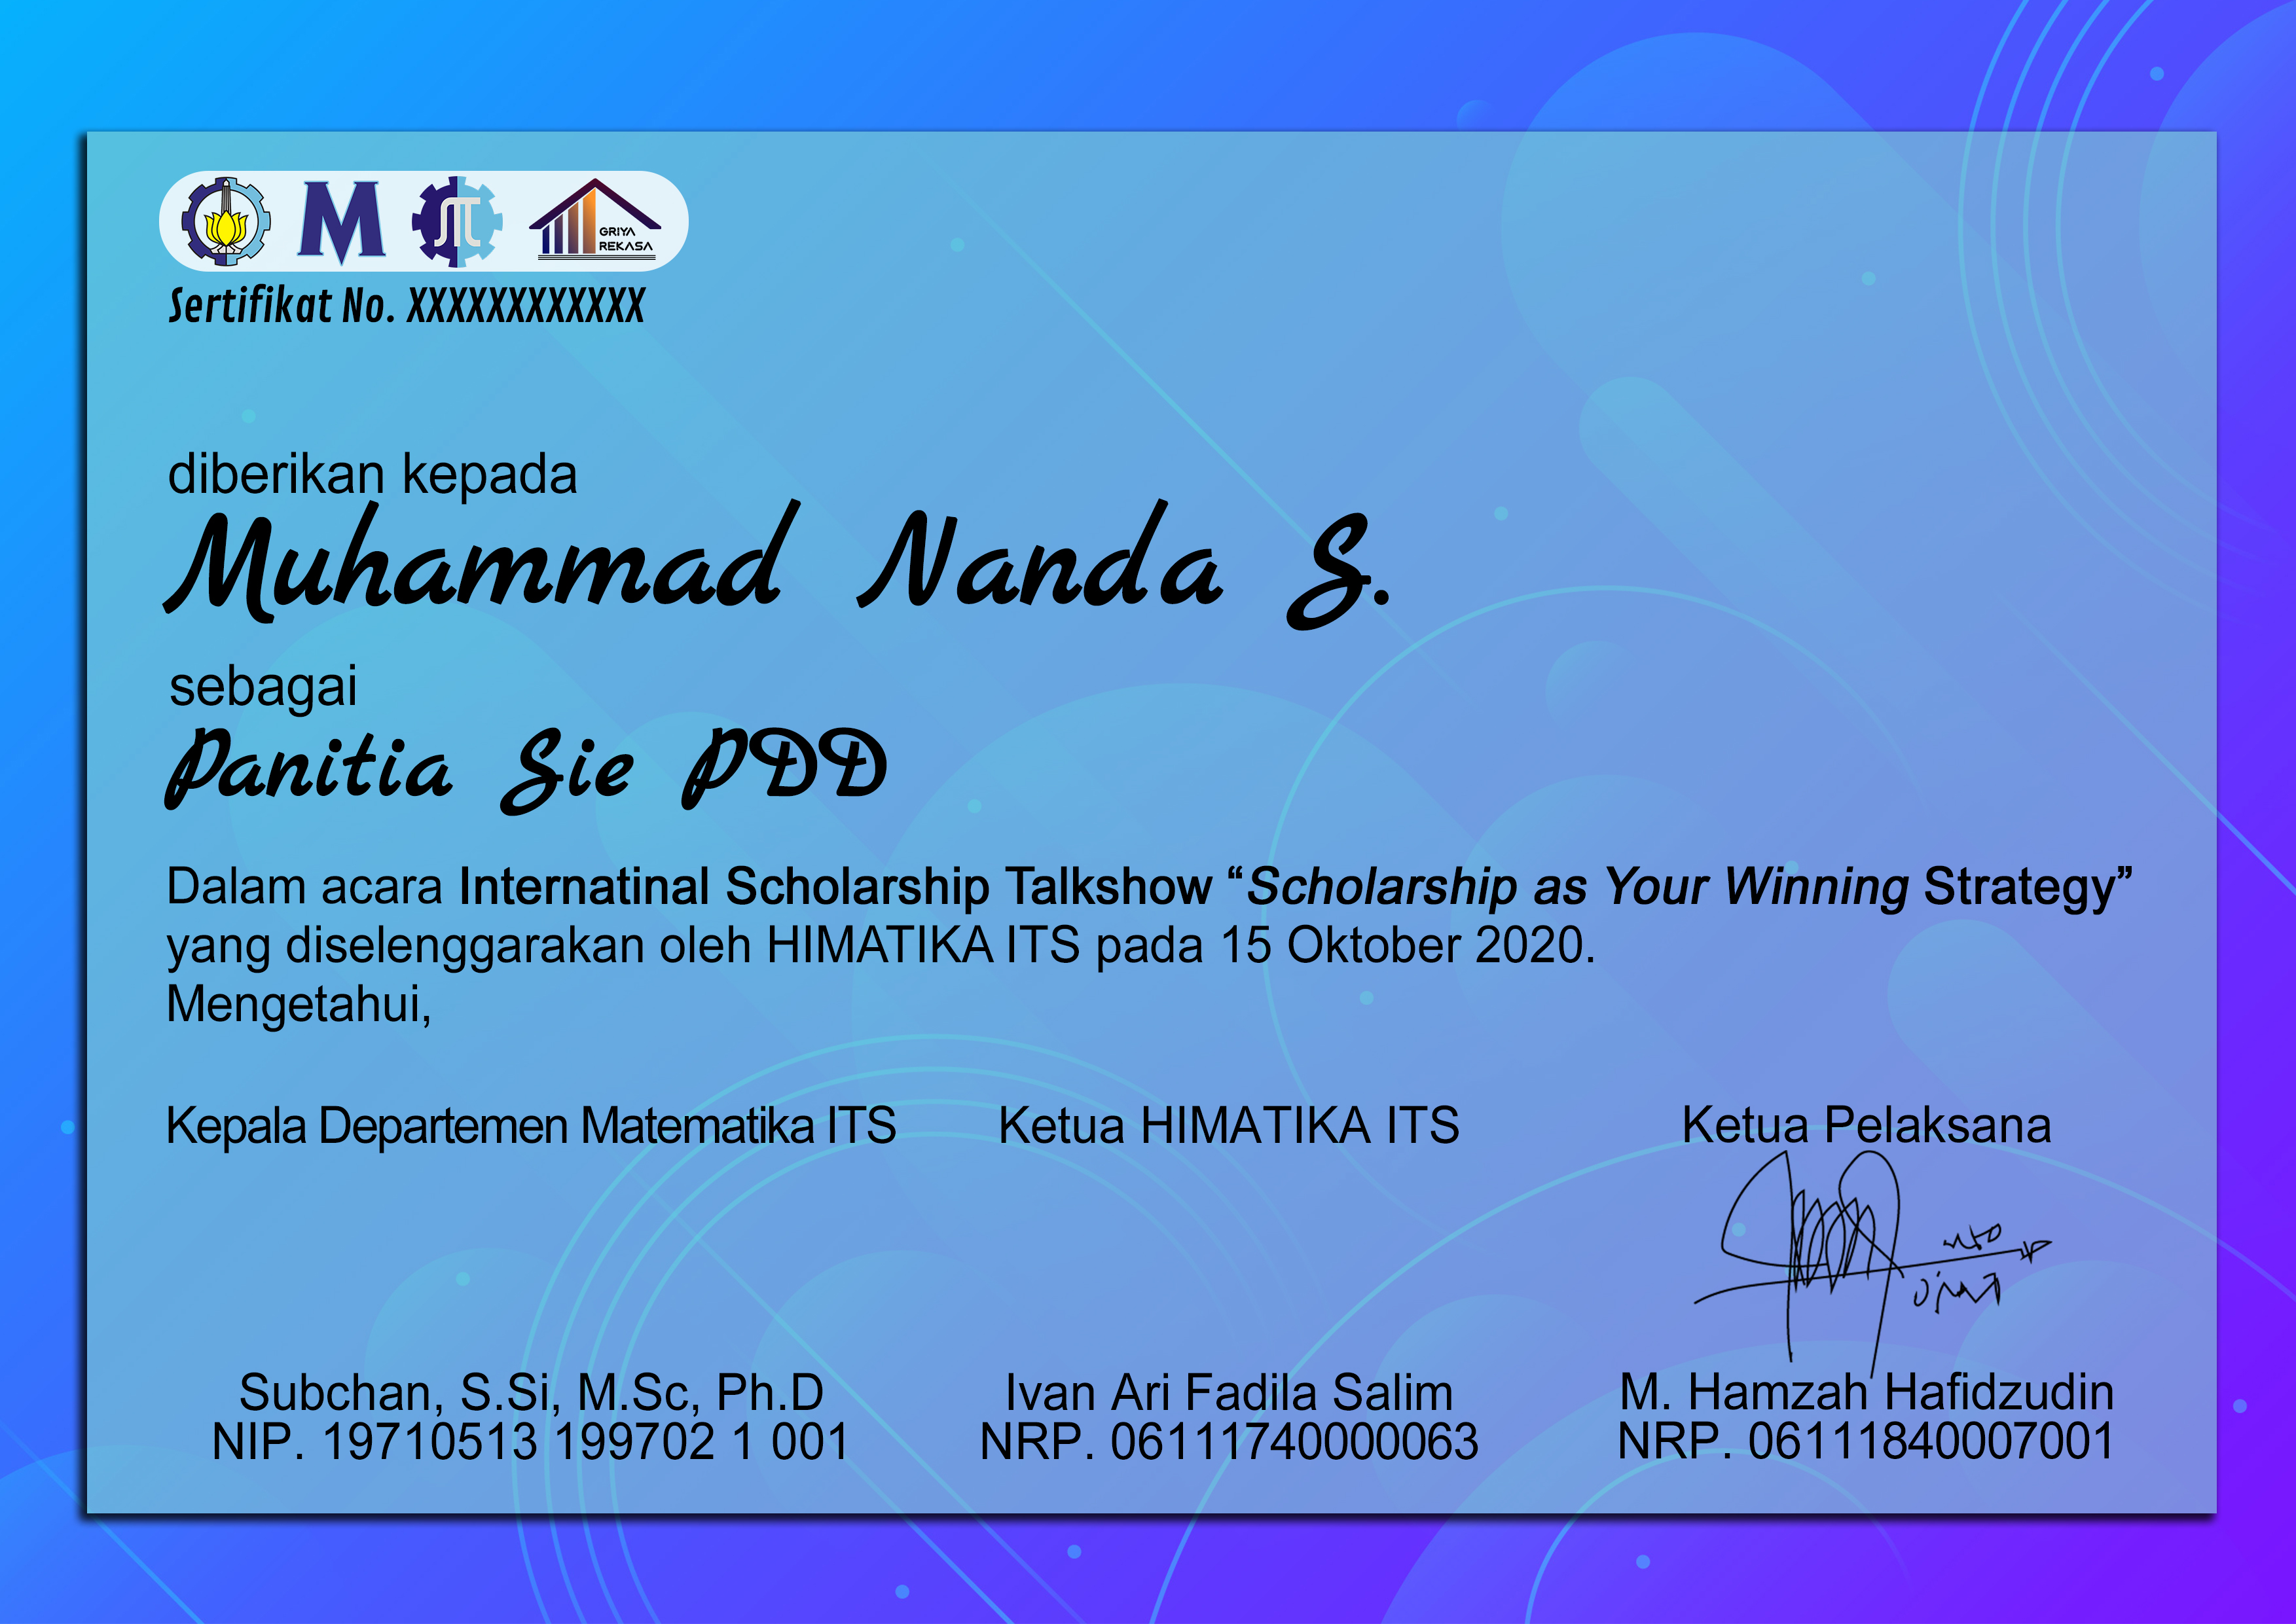 GRIYA
REKASA
Sertifikat No. XXXXXXXXXXXX
diberikan kepada
Muhammad Nanda S.
sebagai
Panitia Sie PDD
Dalam acara Internatinal Scholarship Talkshow “Scholarship as Your Winning Strategy”
yang diselenggarakan oleh HIMATIKA ITS pada 15 Oktober 2020.
Mengetahui,
Kepala Departemen Matematika ITS
Ketua HIMATIKA ITS
Ketua Pelaksana
Subchan, S.Si, M.Sc, Ph.D
NIP. 19710513 199702 1 001
Ivan Ari Fadila Salim
NRP. 06111740000063
M. Hamzah Hafidzudin
NRP. 06111840007001